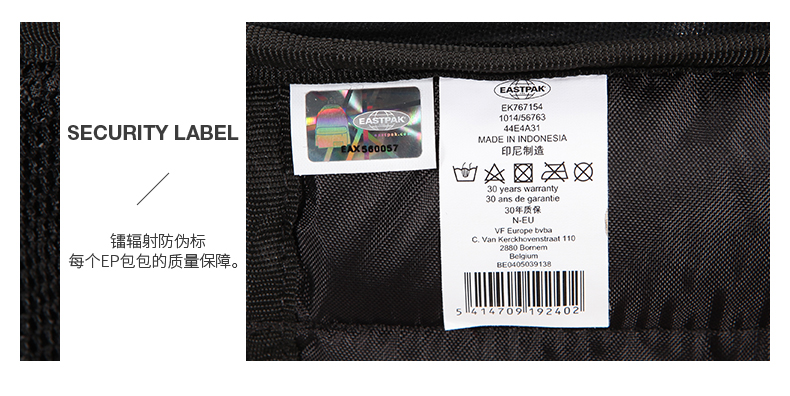 SECURITY LABEL
镭辐射防伪标
每个EP包包的质量保障。
EASTPAK
eastpak.com
EAX560057
EASTPAK
EK767154
1014/56763
44E4A31
MADE IN INDONESIA
印尼制造
30 years warranty
30 ans de garantie
30年质保
N-EU
VF Europe bvba
C. Van Kerckhovenstraat 110
2880 Bornem
Belgium
BE0405039138
5 414709 192402